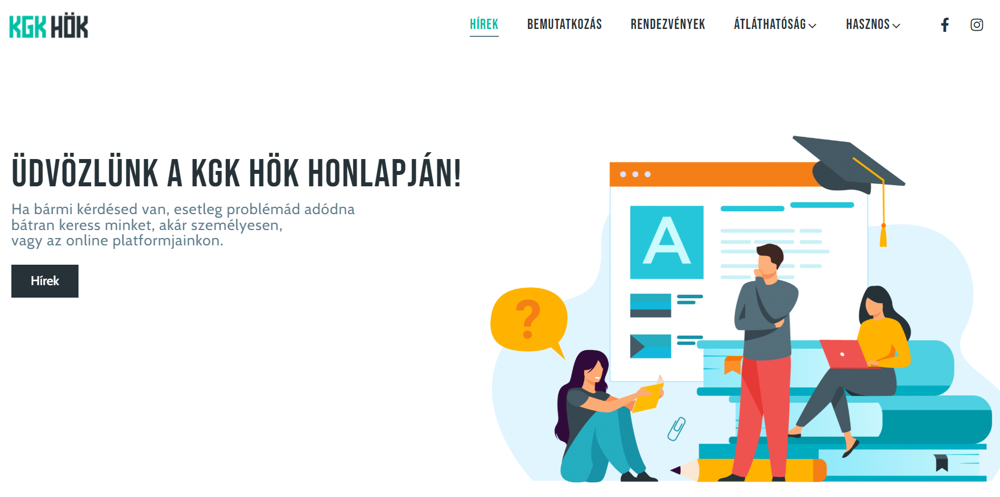 KGK HÖK
HÍREK
BEMUTATKOZÁS
RENDEZVÉNYEK
ÁTLÁTHATÓSÁG
HASZNOS
ÜDVÖZLÜNK A KGK HÖK HONLAPJÁN!
Ha bármi kérdésed van, esetleg problémád adódna
bátran keress minket, akár személyesen,
vagy az online platformjainkon.
Hírek
A
?